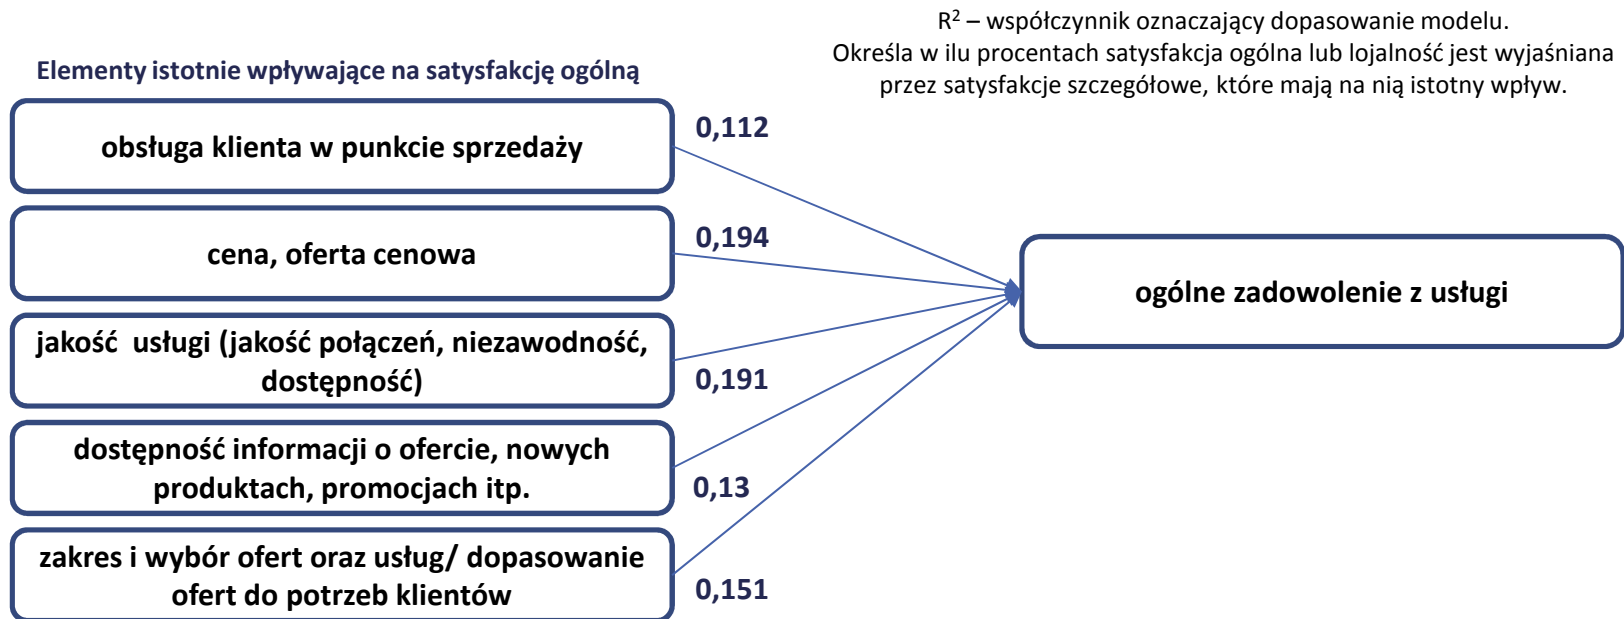 R² – współczynnik oznaczający dopasowanie modelu.
Określa w ilu procentach satysfakcja ogólna lub lojalność jest wyjaśniana
przez satysfakcje szczegółowe, które mają na nią istotny wpływ.
Elementy istotnie wpływające na satysfakcję ogólną
obsługa klienta w punkcie sprzedaży
0,112
cena, oferta cenowa
0,194
jakość usługi (jakość połączeń, niezawodność,
dostępność)
0,191
dostępność informacji o ofercie, nowych
produktach, promocjach itp.
0,13
zakres i wybór ofert oraz usług/ dopasowanie
ofert do potrzeb klientów
0,151
ogólne zadowolenie z usługi